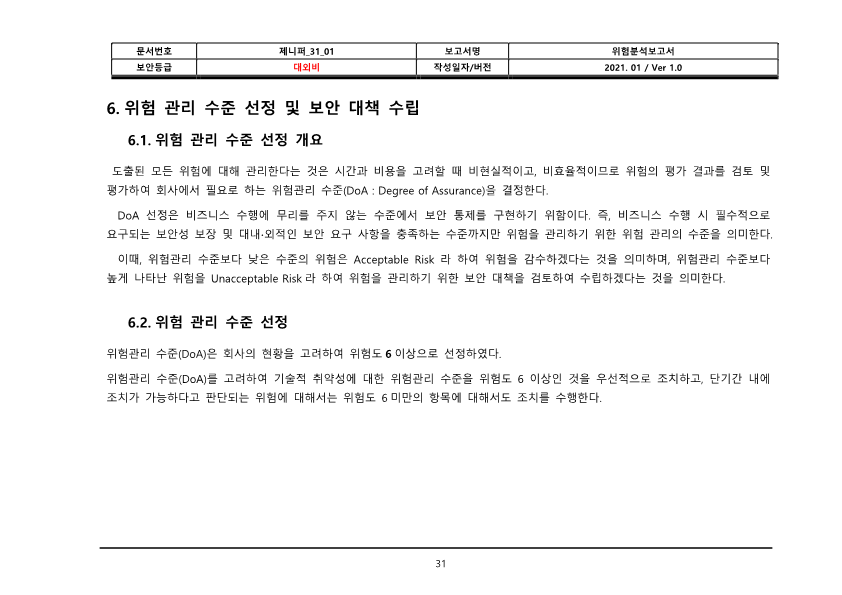 문서번호 제니퍼_31_01 보고서명 위험분석보고서
보안등급 대외비 작성일자/버전 2021. 01 / Ver 1.0
6. 위험 관리 수준 선정 및 보안 대책 수립
6.1. 위험 관리 수준 선정 개요
도출된 모든 위험에 대해 관리한다는 것은 시간과 비용을 고려할 때 비현실적이고, 비효율적이므로 위험의 평가 결과를 검토 및
평가하여 회사에서 필요로 하는 위험관리 수준(DoA : Degree of Assurance)을 결정한다.
DoA 선정은 비즈니스 수행에 무리를 주지 않는 수준에서 보안 통제를 구현하기 위함이다. 즉, 비즈니스 수행 시 필수적으로
요구되는 보안성 보장 및 대내·외적인 보안 요구 사항을 충족하는 수준까지만 위험을 관리하기 위한 위험 관리의 수준을 의미한다.
이때, 위험관리 수준보다 낮은 수준의 위험은 Acceptable Risk 라 하여 위험을 감수하겠다는 것을 의미하며, 위험관리 수준보다
높게 나타난 위험을 Unacceptable Risk 라 하여 위험을 관리하기 위한 보안 대책을 검토하여 수립하겠다는 것을 의미한다.
6.2. 위험 관리 수준 선정
위험관리 수준(DoA)은 회사의 현황을 고려하여 위험도 6 이상으로 선정하였다.
위험관리 수준(DoA)를 고려하여 기술적 취약성에 대한 위험관리 수준을 위험도 6 이상인 것을 우선적으로 조치하고, 단기간 내에
조치가 가능하다고 판단되는 위험에 대해서는 위험도 6 미만의 항목에 대해서도 조치를 수행한다.
31